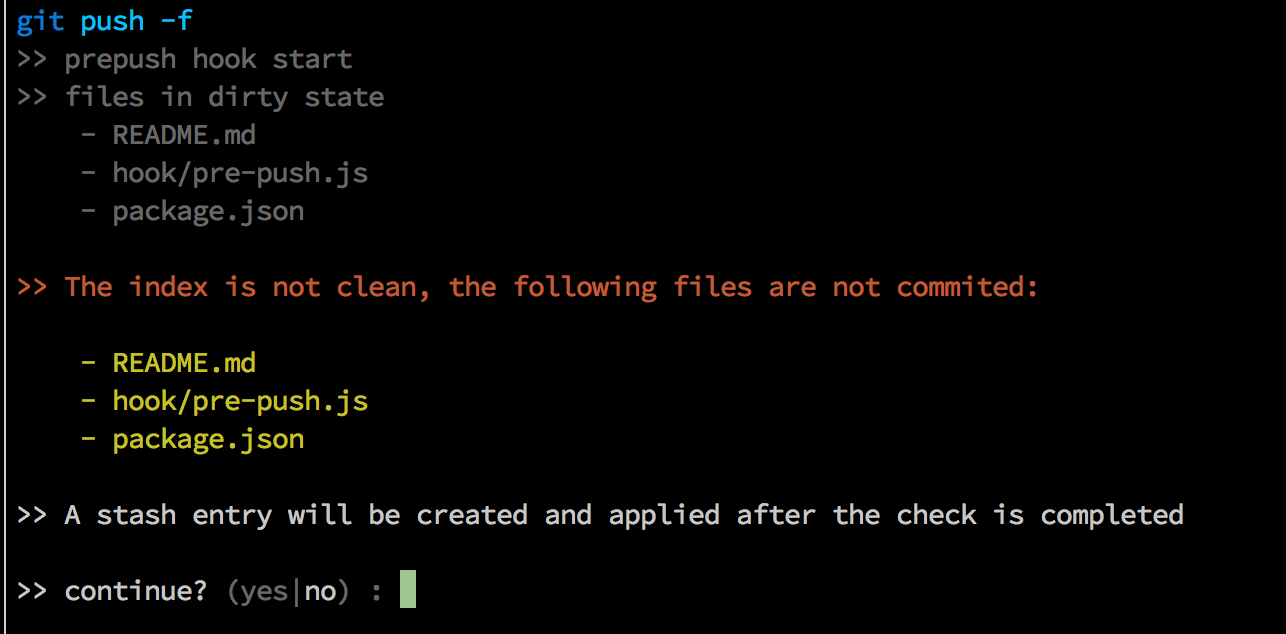 git push -f
>> prepush hook start
>> files in dirty state
- README.md
- hook/pre-push.js
- package.json
>> The index is not clean, the following files are not commited:
- README.md
- hook/pre-push.js
- package.json
>> A stash entry will be created and applied after the check is completed
>> continue? (yes|no) :